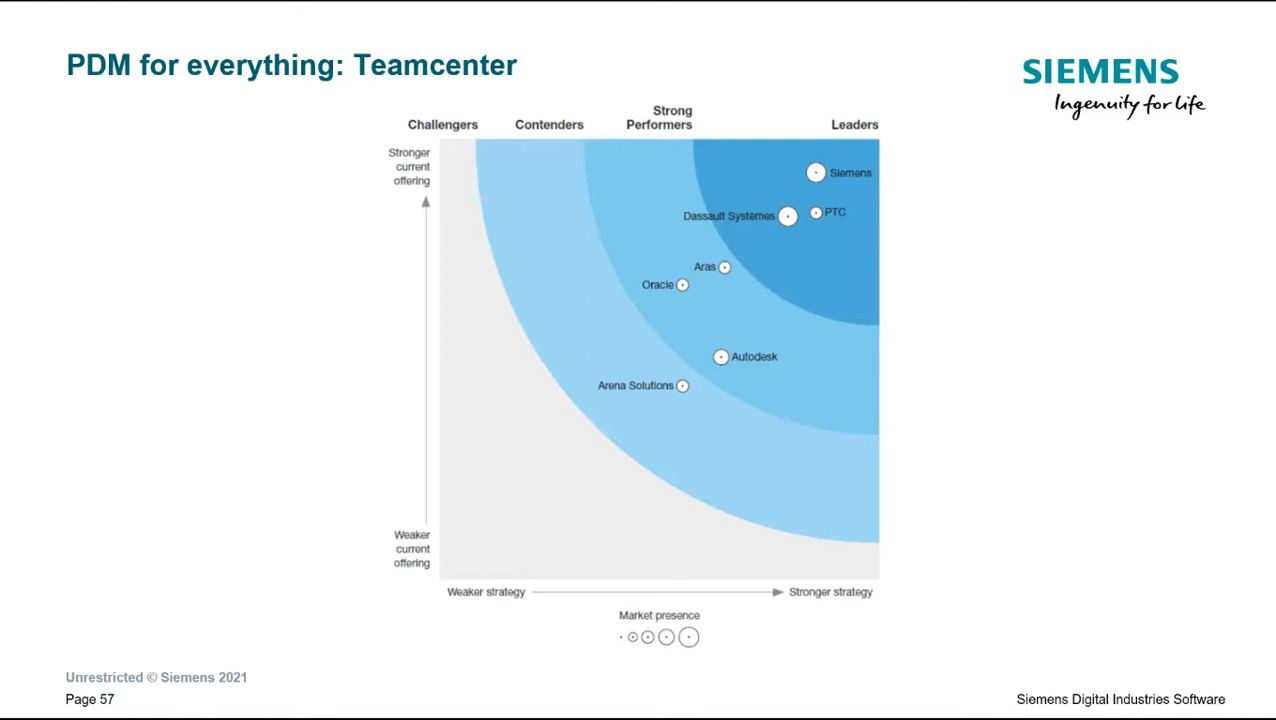 PDM for everything: Teamcenter
SIEMENS
Ingenuity for life
Challengers
Contenders
Strong
Performers
Leaders
Stronger
current
offering
Siemens
Dassault Systèmes
PTC
Aras
Oracle
Autodesk
Arena Solutions
Weaker
current
offering
Weaker strategy
Stronger strategy
Market presence
Unrestricted © Siemens 2021
Page 57
Siemens Digital Industries Software